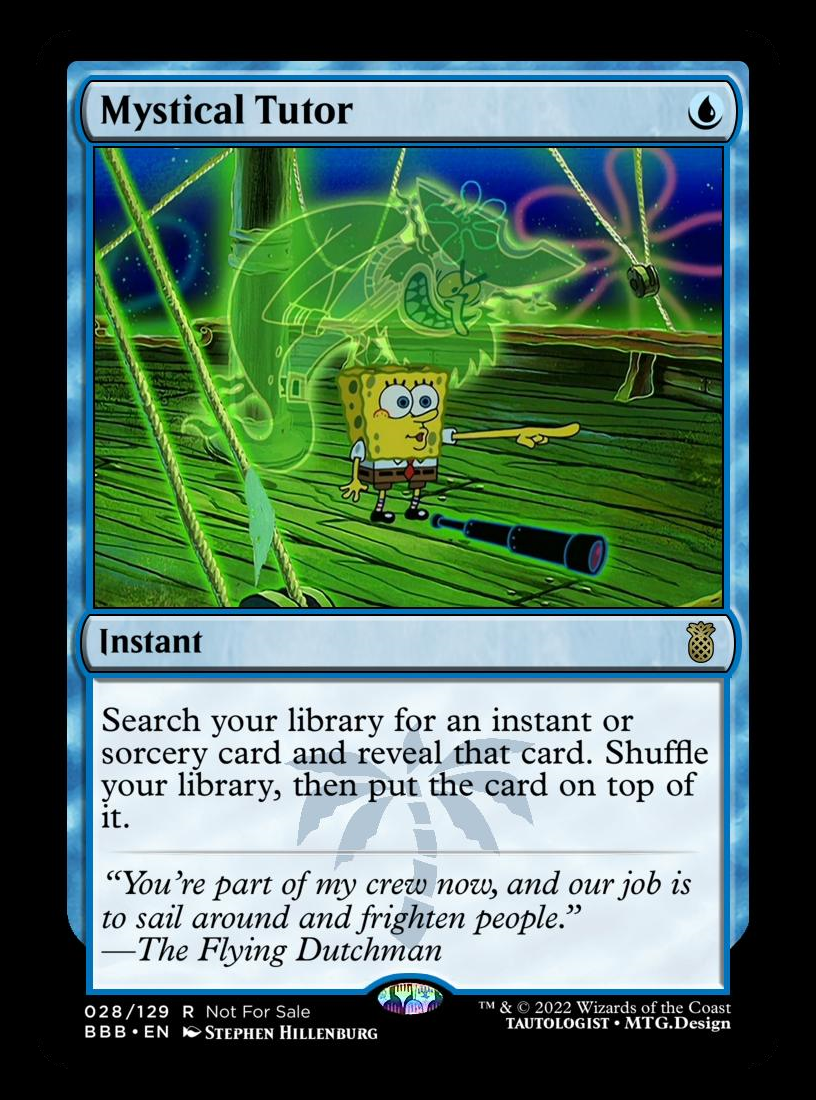 Mystical Tutor
Instant
Search your library for an instant or
sorcery card and reveal that card. Shuffle
your library, then put the card on top of
it.
“You’re part of my crew now, and our job is
to sail around and frighten people.”
—The Flying Dutchman
028/129 R Not For Sale
BBB • EN STEPHEN HILLENBURG
™ & © 2022 Wizards of the Coast
TAUTOLOGIST • MTG.Design